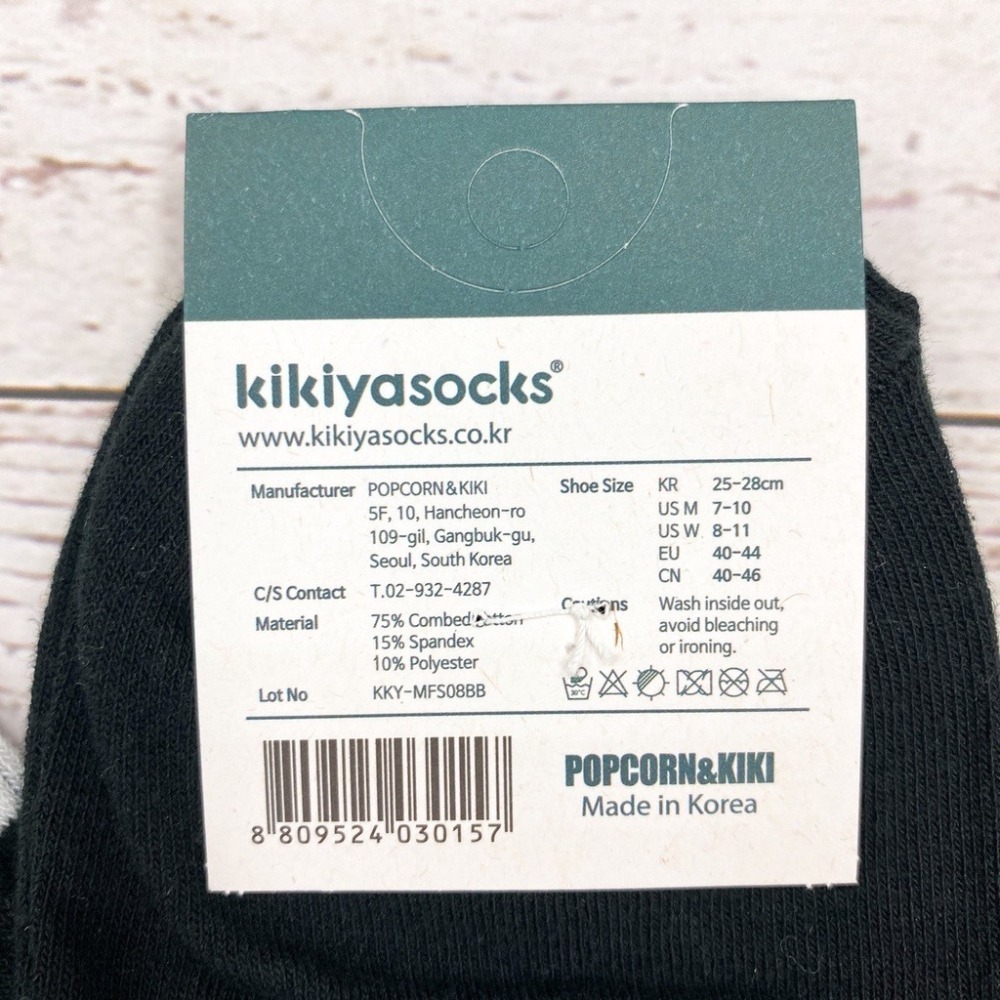 kikiyasocks®
www.kikiyasocks.co.kr
Manufacturer POPCORN&KIKI
5F, 10, Hancheon-ro
109-gil, Gangbuk-gu,
Seoul, South Korea
C/S Contact T.02-932-4287
Material 75% Combed Cotton
15% Spandex
10% Polyester
Lot No KKY-MFS08BB
Shoe Size KR 25-28cm
US M 7-10
US W 8-11
EU 40-44
CN 40-46
Cautions Wash inside out,
avoid bleaching
or ironing.
30°C
8 809524 030157
POPCORN&KIKI
Made in Korea